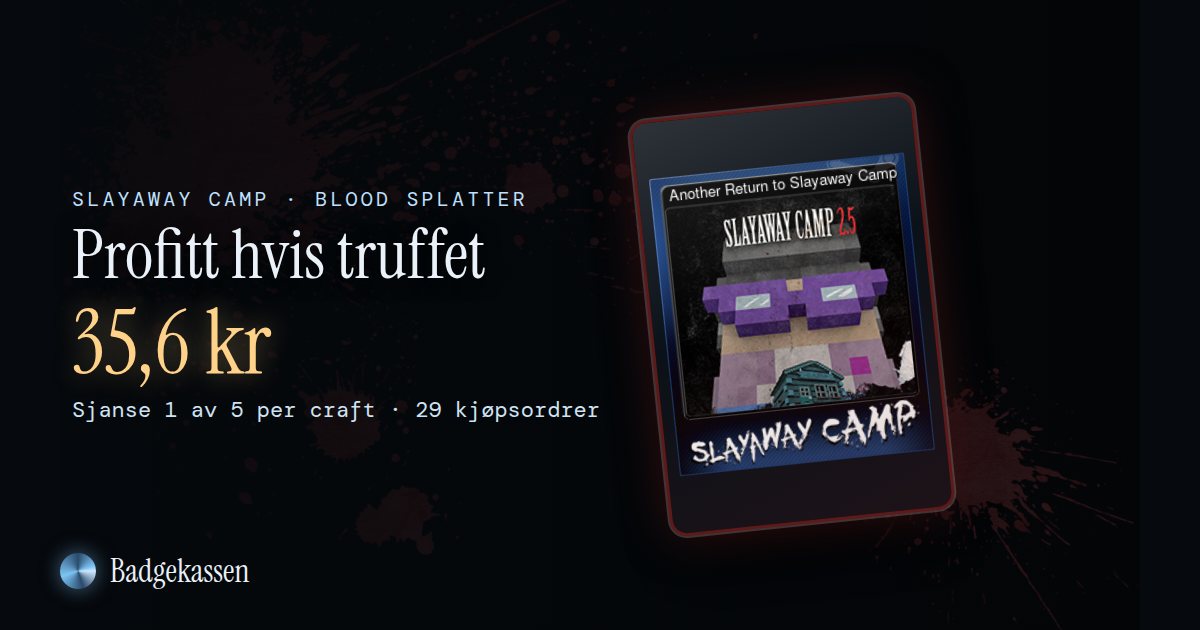 SLAYAWAY CAMP · BLOOD SPLATTER
Profitt hvis truffet
35,6 kr
Sjanse 1 av 5 per craft · 29 kjøpsordrer
Another Return to Slayaway Camp
SLAYAWAY CAMP 2.5
SLAYAWAY CAMP
Badgekassen